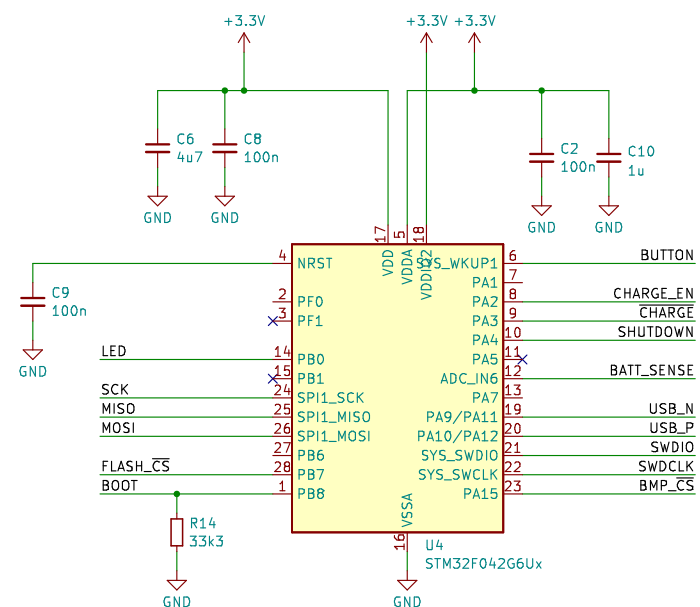 +3.3V
+3.3V
+3.3V
C6
4u7
C8
100n
C2
100n
C10
1u
GND
GND
GND
GND
17
5
18
VDD
VDDA
VDDIO2
4
NRST
SYS_WKUP1
6
BUTTON
PA1
7
C9
100n
GND
2
PF0
PA2
8
CHARGE_EN
3
PF1
PA3
9
CHARGE
PA4
10
SHUTDOWN
LED
14
PB0
PA5
11
15
PB1
ADC_IN6
12
BATT_SENSE
SCK
24
SPI1_SCK
PA7
13
MISO
25
SPI1_MISO
PA9/PA11
19
USB_N
MOSI
26
SPI1_MOSI
PA10/PA12
20
USB_P
27
PB6
SYS_SWDIO
21
SWDIO
FLASH_CS
28
PB7
SYS_SWCLK
22
SWDCLK
BOOT
1
PB8
PA15
23
BMP_CS
VSSA
16
R14
33k3
U4
STM32F042G6Ux
GND
GND